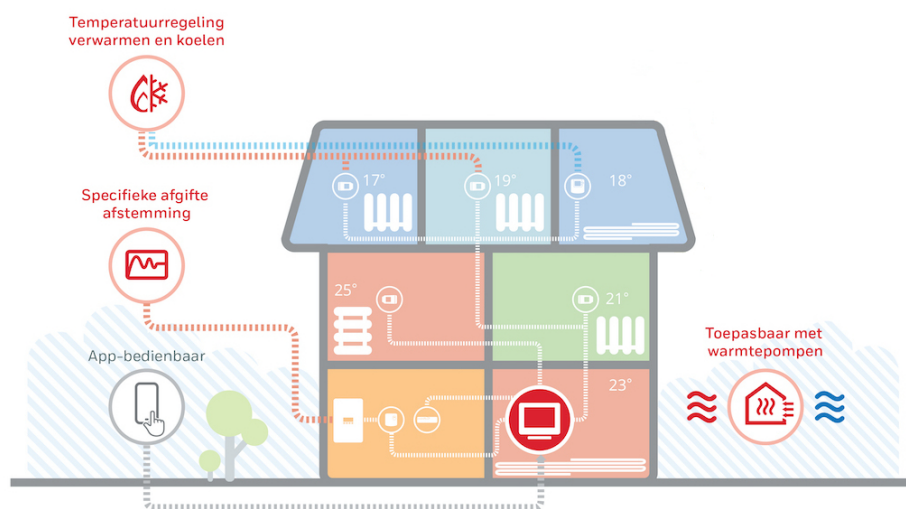 Temperatuurregeling
verwarmen en koelen
17°
19°
18°
Specifieke afgifte
afstemming
25°
21°
App-bedienbaar
Toepasbaar met
warmtepompen
23°